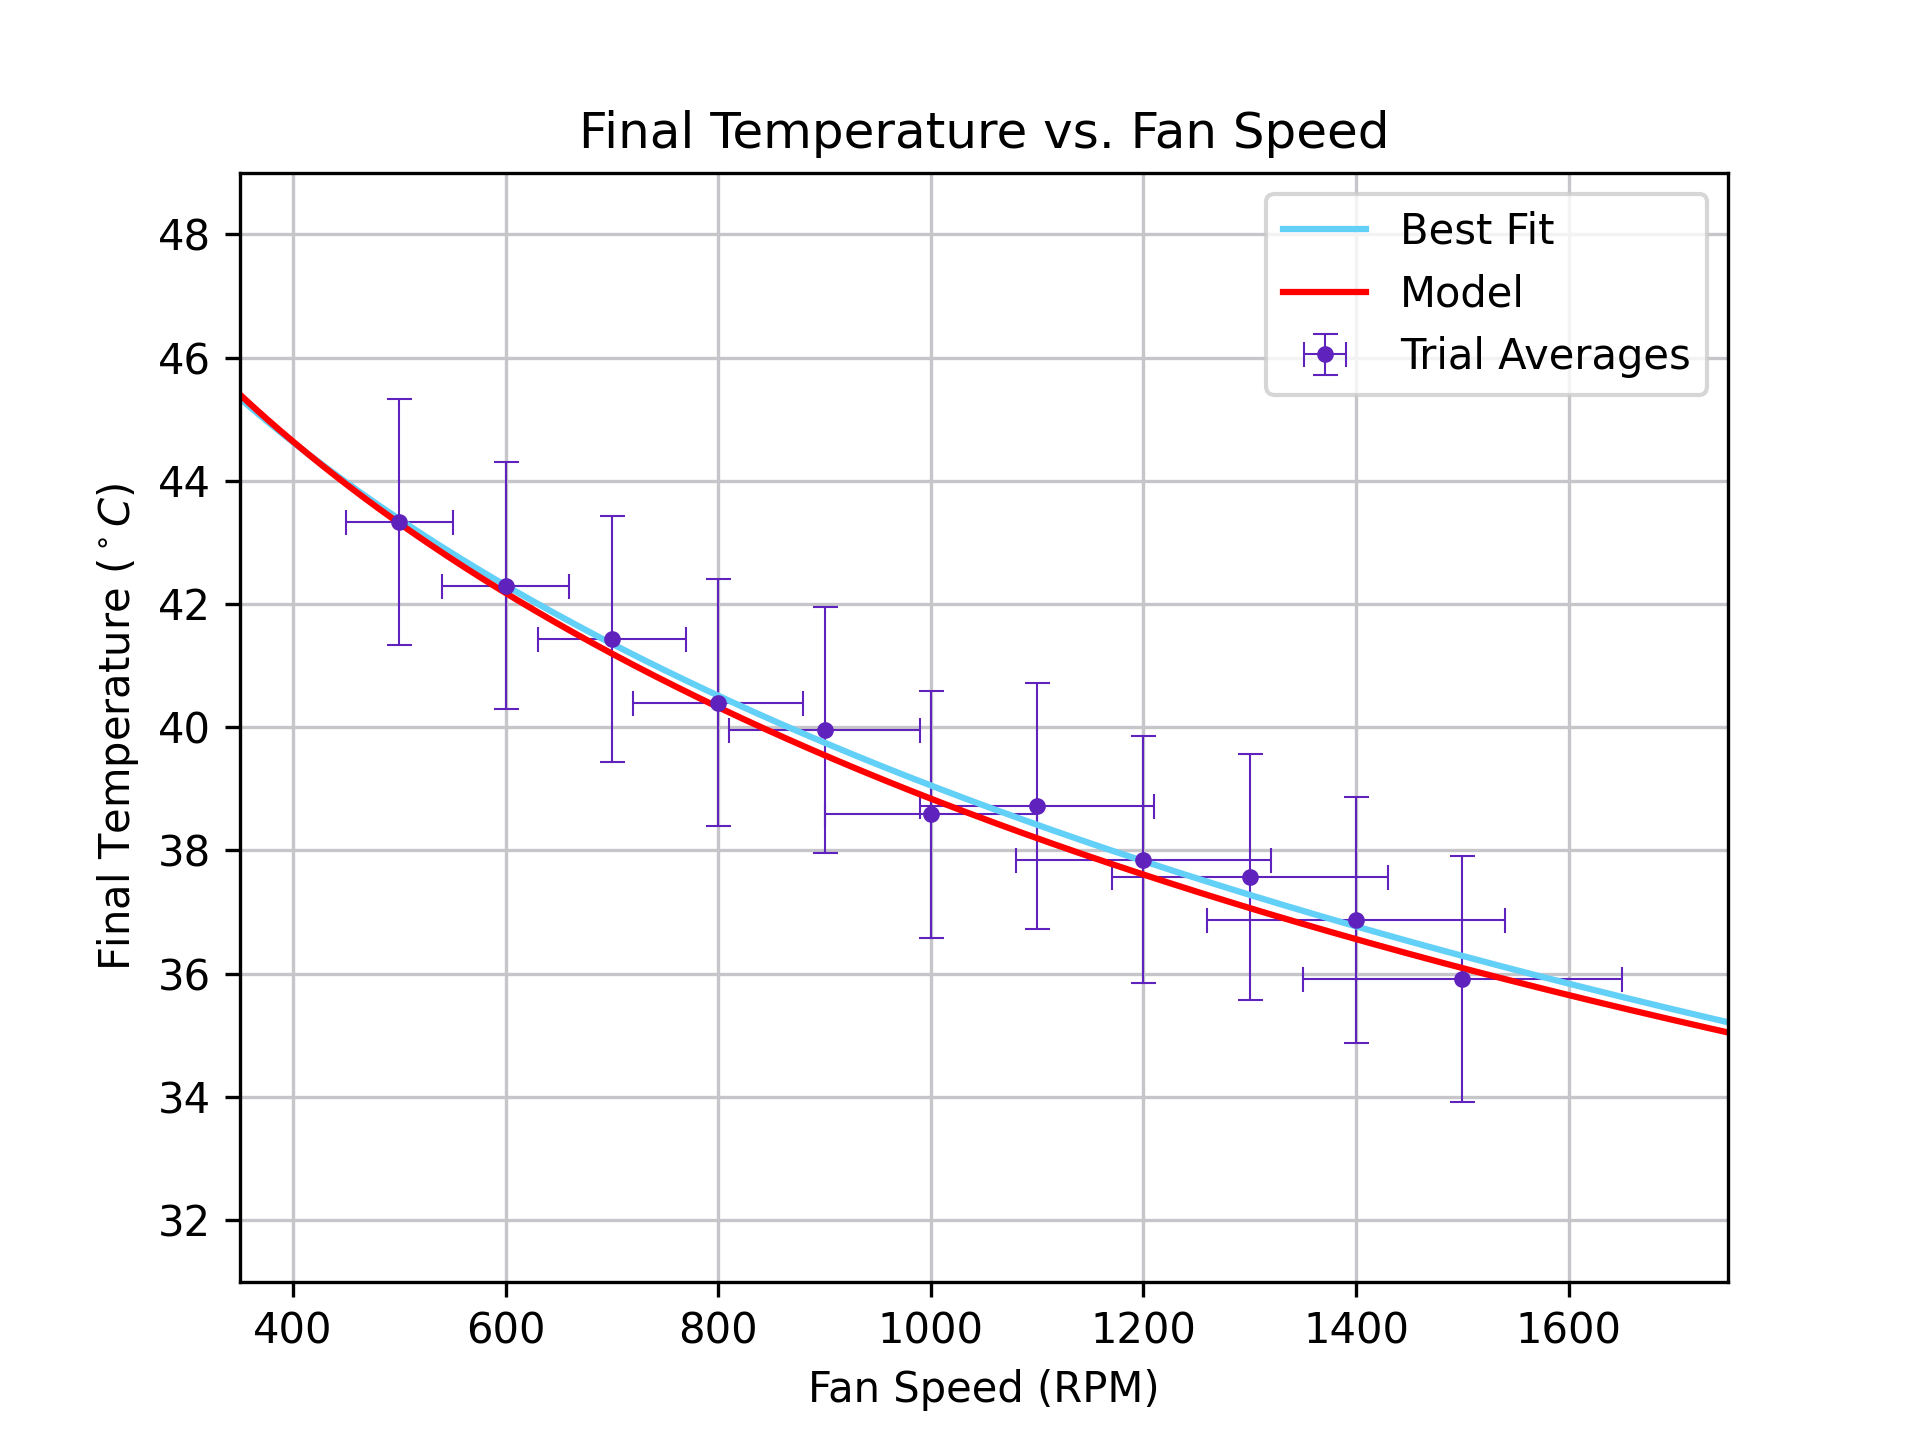 Final Temperature vs. Fan Speed
Best Fit
Model
Trial Averages
48
46
44
42
40
38
36
34
32
Final Temperature (°C)
400 600 800 1000 1200 1400 1600
Fan Speed (RPM)